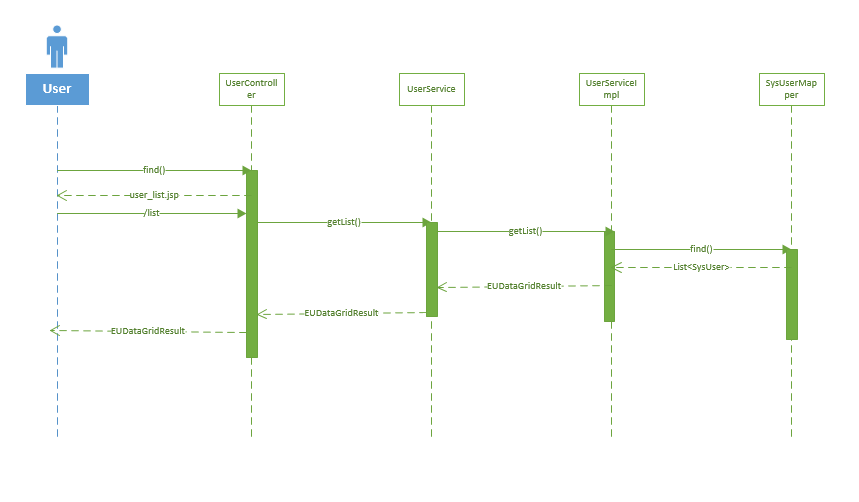 User
UserControll
er
UserService
UserServiceI
mpl
SysUserMap
per
find()
user_list.jsp
/list
getList()
getList()
find()
List<SysUser>
EUDataGridResult
EUDataGridResult
EUDataGridResult